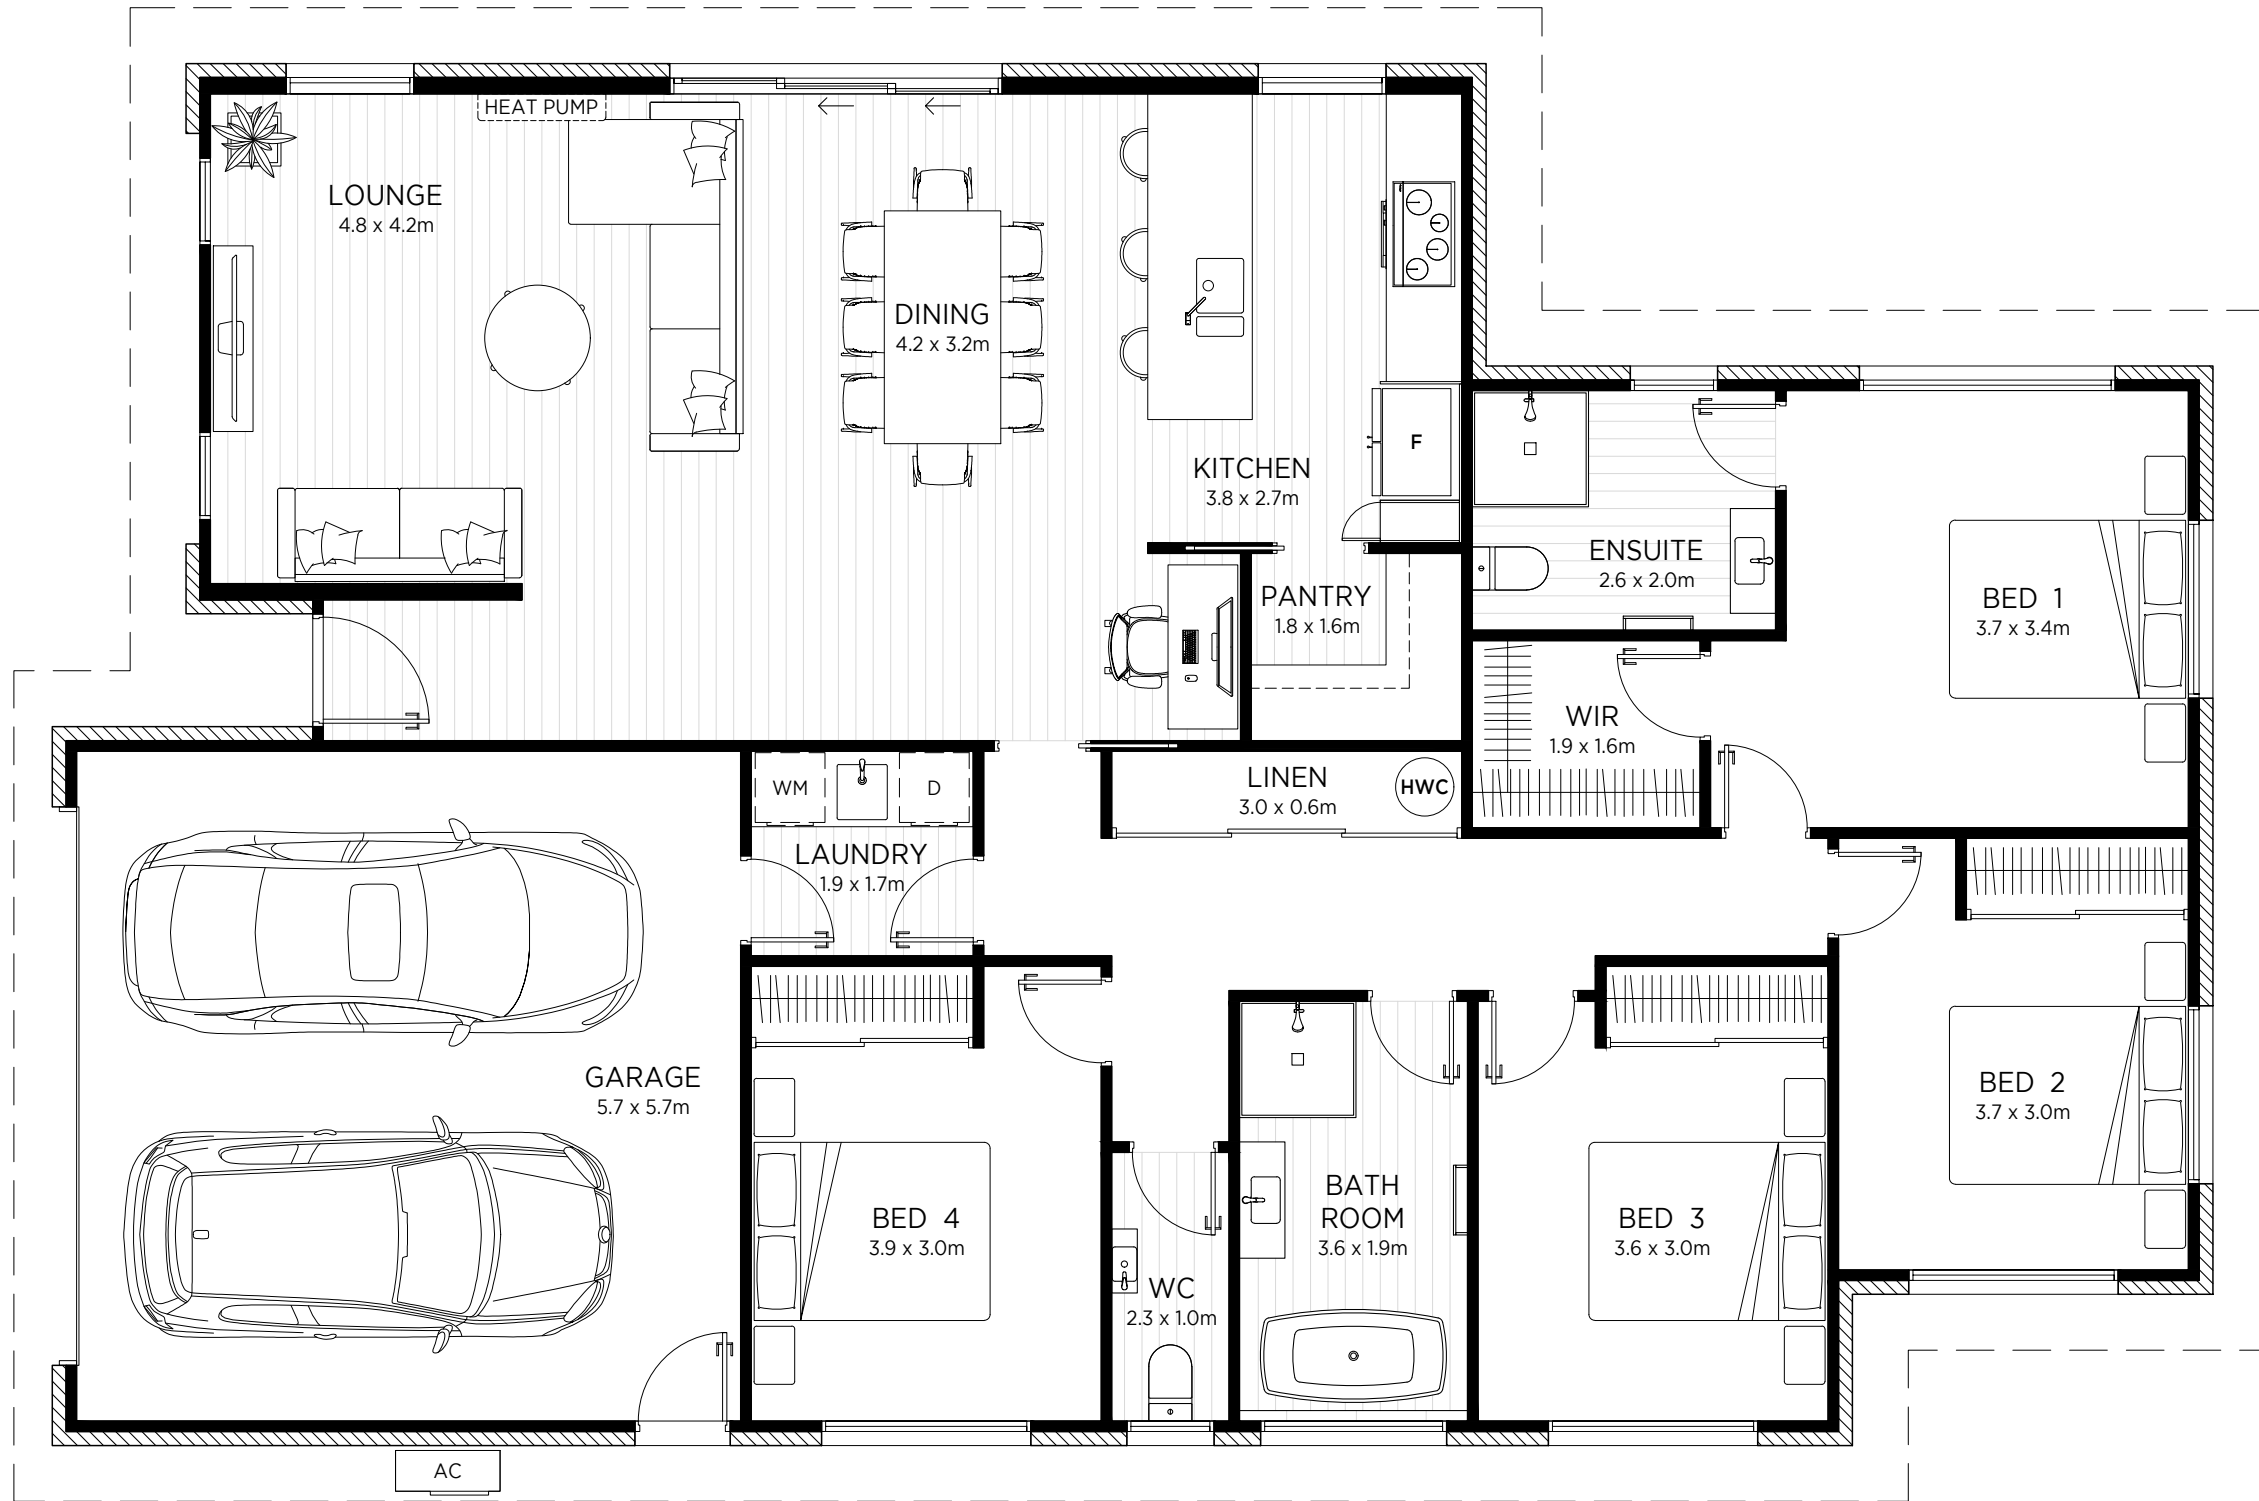 HEAT PUMP
LOUNGE
4.8 x 4.2m
DINING
4.2 x 3.2m
KITCHEN
3.8 x 2.7m
F
ENSUITE
2.6 x 2.0m
PANTRY
1.8 x 1.6m
BED 1
3.7 x 3.4m
WIR
1.9 x 1.6m
LINEN
3.0 x 0.6m
HWC
WM
D
LAUNDRY
1.9 x 1.7m
GARAGE
5.7 x 5.7m
BED 2
3.7 x 3.0m
BED 4
3.9 x 3.0m
BATH
ROOM
3.6 x 1.9m
BED 3
3.6 x 3.0m
WC
2.3 x 1.0m
AC